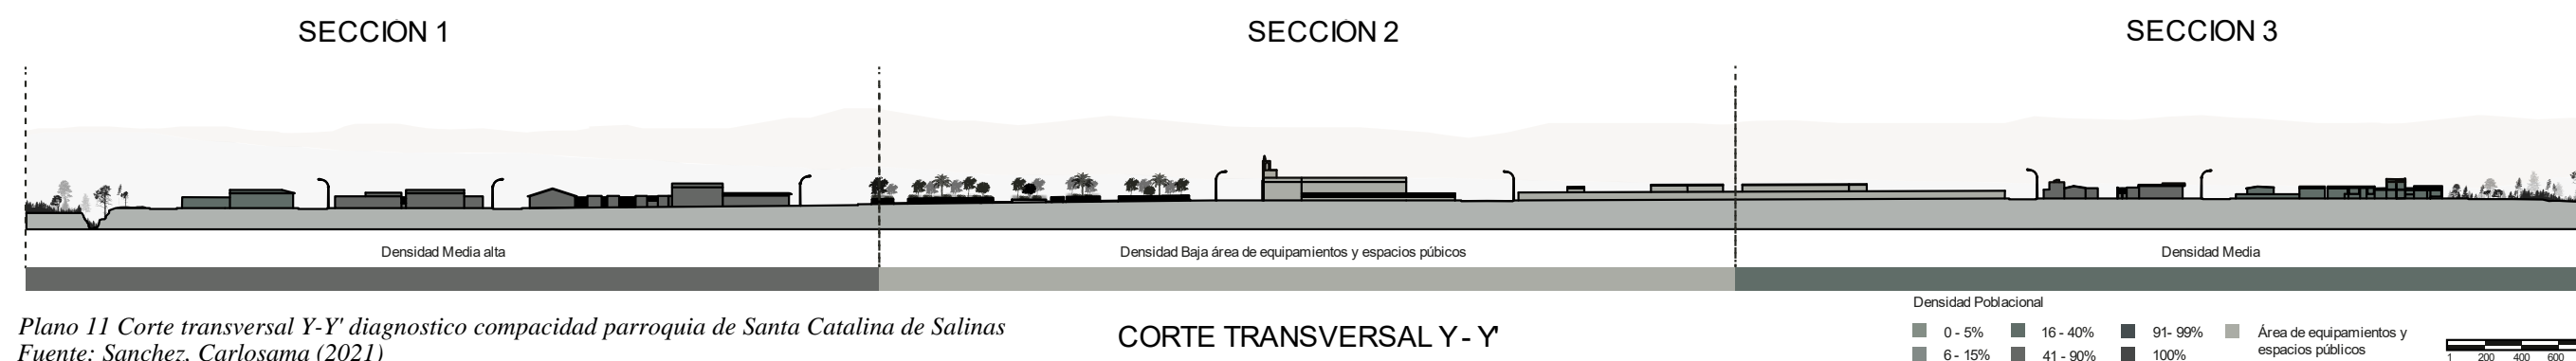 SECCIÓN 1
SECCIÓN 2
SECCION 3
Densidad Media alta
Densidad Baja área de equipamientos y espacios púbicos
Densidad Media
Plano 11 Corte transversal Y-Y' diagnostico compacidad parroquia de Santa Catalina de Salinas
Fuente: Sanchez, Carlosama (2021)
CORTE TRANSVERSAL Y - Y'
Densidad Poblacional
0 - 5%
16 - 40%
91- 99%
Área de equipamientos y
espacios públicos
6 - 15%
41 - 90%
100%
1 200 400 600